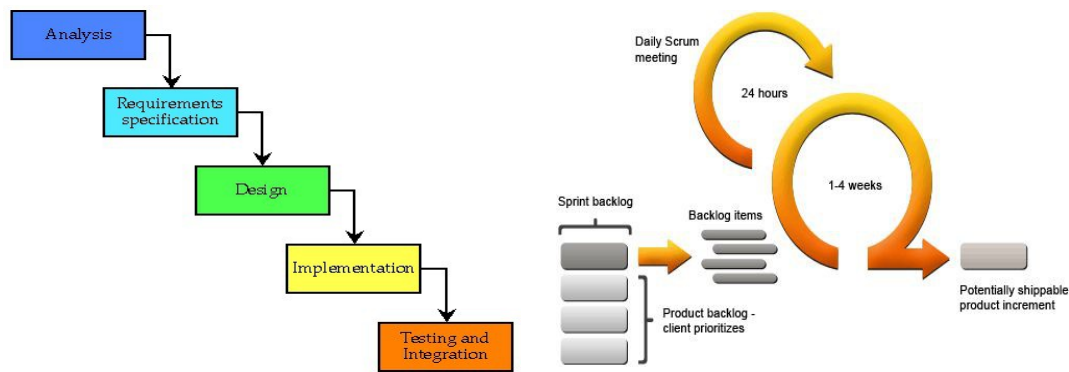 Analysis
Requirements
specification
Design
Implementation
Testing and
Integration
Daily Scrum
meeting
24 hours
1-4 weeks
Sprint backlog
Backlog items
Product backlog -
client prioritizes
Potentially shippable
product increment